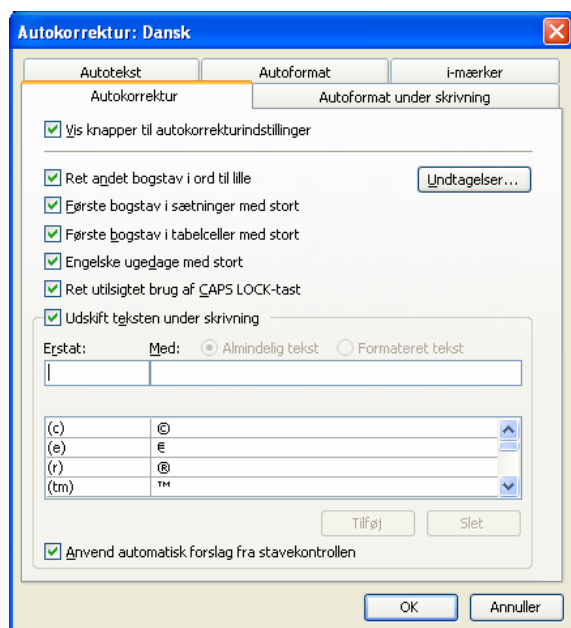 Autokorrektur: Dansk
Autotekst Autoformat i-mærker
Autokorrektur Autoformat under skrivning
Vis knapper til autokorrekturindstillinger
Ret andet bogstav i ord til lille Undtagelser...
Første bogstav i sætninger med stort
Første bogstav i tabelceller med stort
Engelske ugedage med stort
Ret utilsigtet brug af CAPS LOCK-tast
Udskift teksten under skrivning
Erstat: Med: Almindelig tekst Formateret tekst
(c) ©
(e) €
(r) ®
(tm) ™
Tilføj Slet
Anvend automatisk forslag fra stavekontrollen
OK Annuller